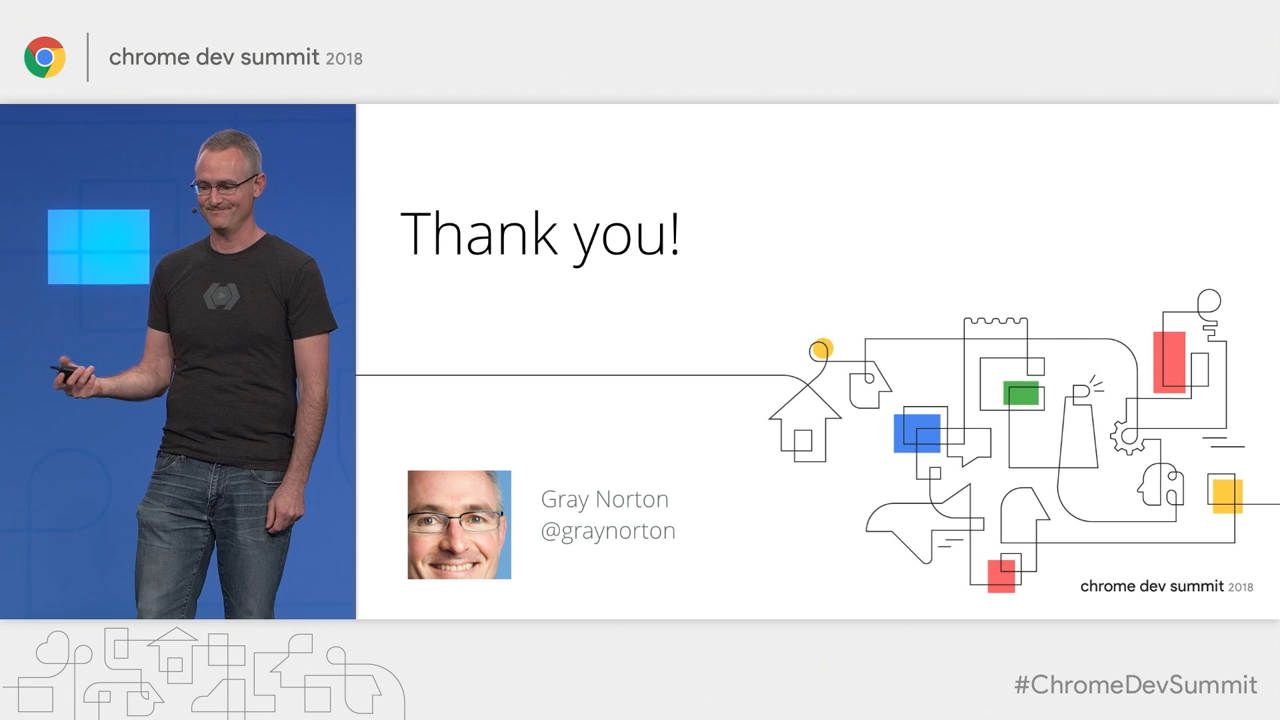 chrome dev summit 2018
Thank you!
Gray Norton
@graynorton
chrome dev summit 2018
#ChromeDevSummit